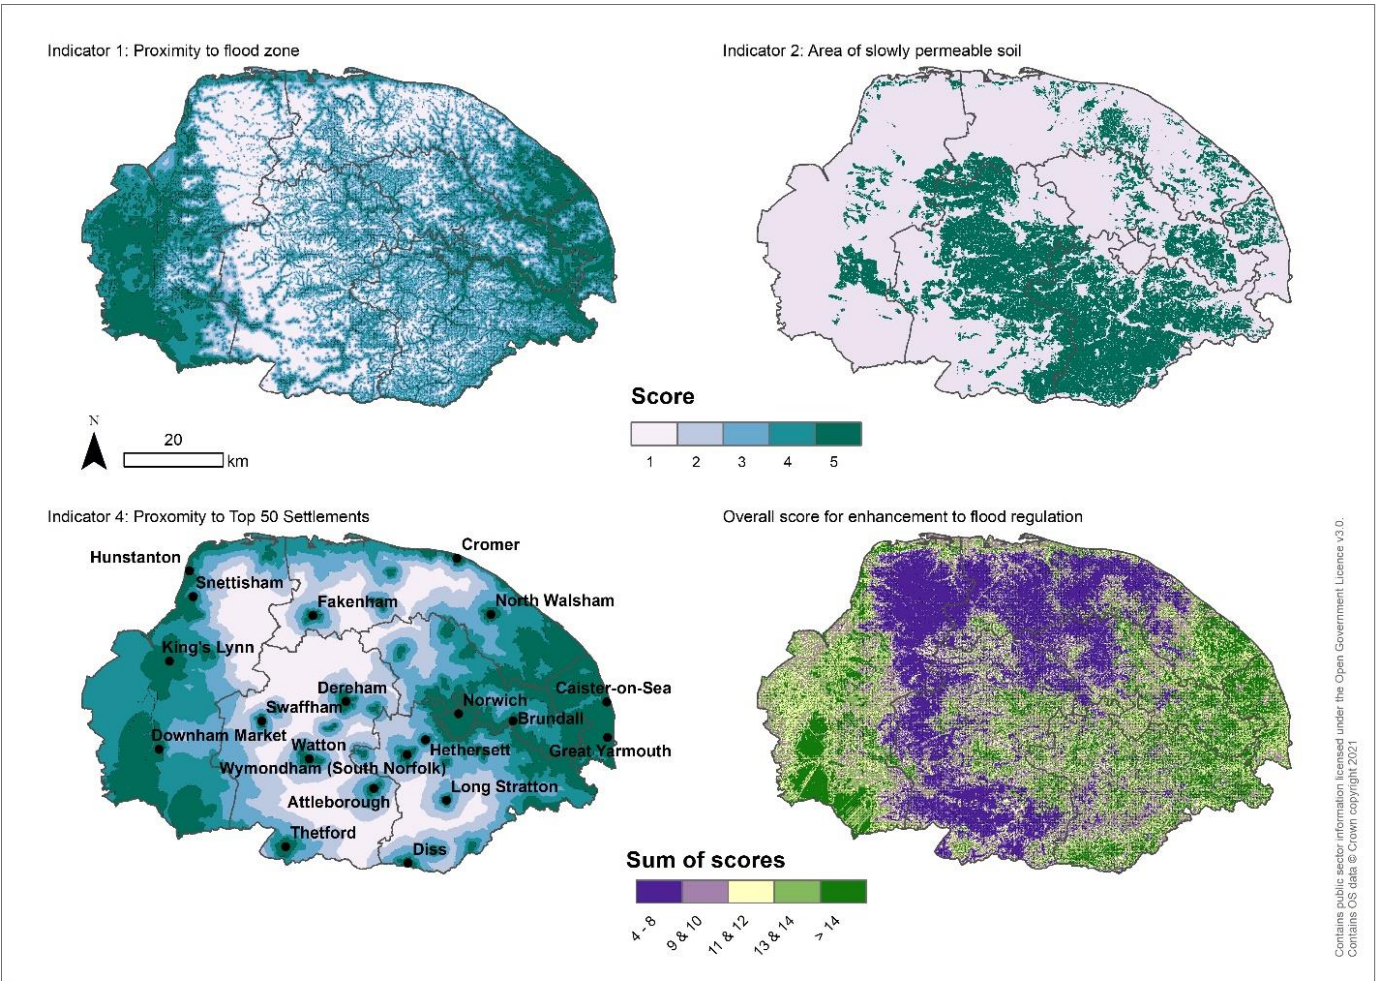 Indicator 1: Proximity to flood zone
Indicator 2: Area of slowly permeable soil
Score
1 2 3 4 5
N
20
km
Indicator 4: Proxomity to Top 50 Settlements
Overall score for enhancement to flood regulation
Hunstanton
Cromer
Snettisham
Fakenham
North Walsham
King's Lynn
Dereham
Swaffham
Norwich
Caister-on-Sea
Brundall
Downham Market
Watton
Hethersett
Great Yarmouth
Wymondham (South Norfolk)
Attleborough
Long Stratton
Thetford
Diss
Sum of scores
4 - 8
9 & 10
11 & 12
13 & 14
> 14
Contains public sector information licensed under the Open Government Licence v3.0.
Contains OS data © Crown copyright 2021